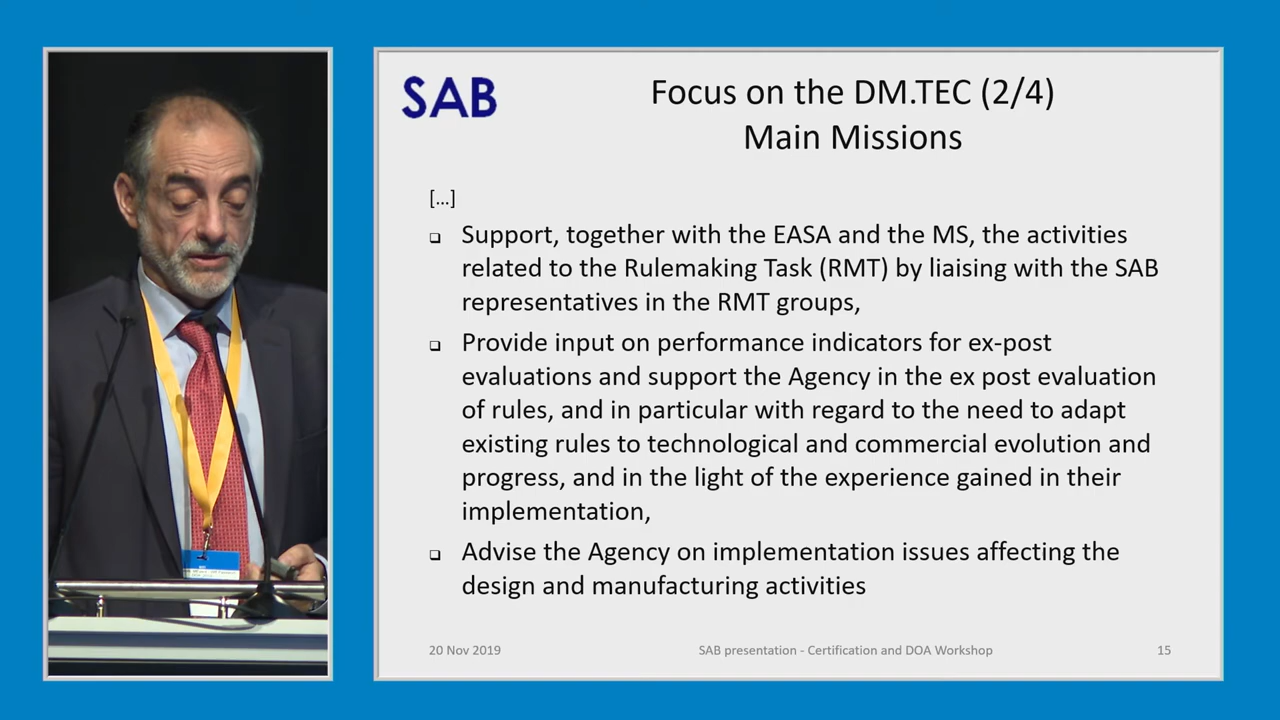 SAB
Focus on the DM.TEC (2/4)
Main Missions
[...]
Support, together with the EASA and the MS, the activities
related to the Rulemaking Task (RMT) by liaising with the SAB
representatives in the RMT groups,
Provide input on performance indicators for ex-post
evaluations and support the Agency in the ex post evaluation
of rules, and in particular with regard to the need to adapt
existing rules to technological and commercial evolution and
progress, and in the light of the experience gained in their
implementation,
Advise the Agency on implementation issues affecting the
design and manufacturing activities
20 Nov 2019
SAB presentation - Certification and DOA Workshop
15